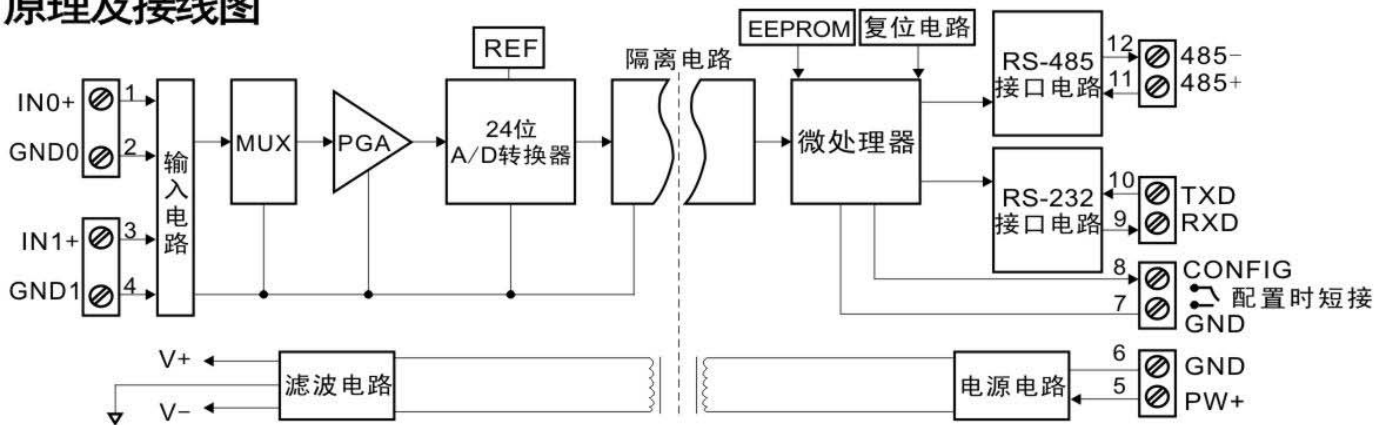 原理及接线图
IN0+
GND0
IN1+
GND1
1
2
3
4
输入电路
MUX
PGA
REF
24位
A/D转换器
隔离电路
EEPROM
复位电路
微处理器
RS-485
接口电路
RS-232
接口电路
12
11
10
9
8
7
6
5
485-
485+
TXD
RXD
CONFIG
配置时短接
GND
GND
PW+
V+
V-
滤波电路
电源电路